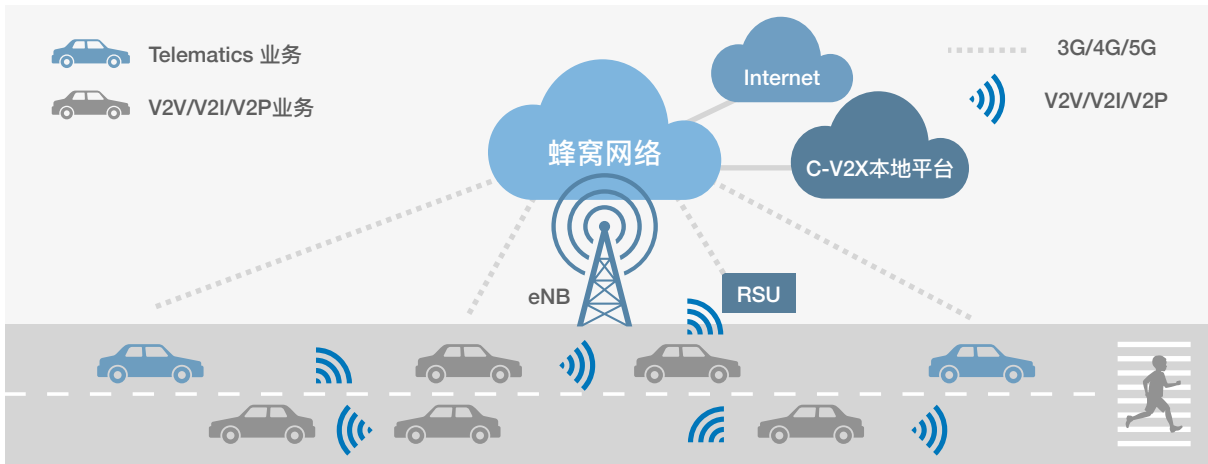 Telematics 业务
V2V/V2I/V2P业务
3G/4G/5G
V2V/V2I/V2P
Internet
蜂窝网络
C-V2X本地平台
eNB
RSU